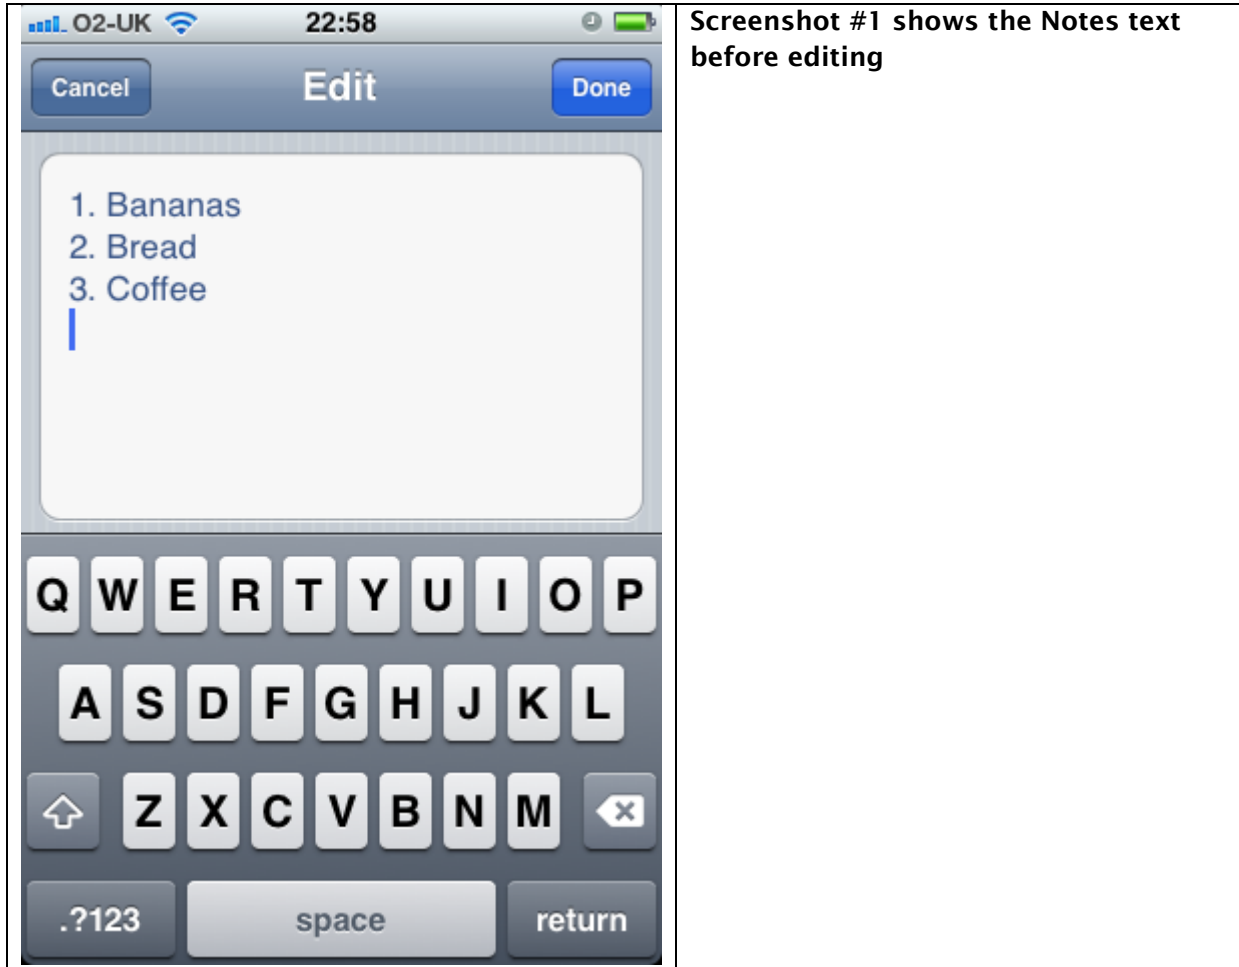 O2-UK 22:58
Cancel Edit Done
1. Bananas
2. Bread
3. Coffee
Q W E R T Y U I O P
A S D F G H J K L
Z X C V B N M
.?123 space return
Screenshot #1 shows the Notes text
before editing